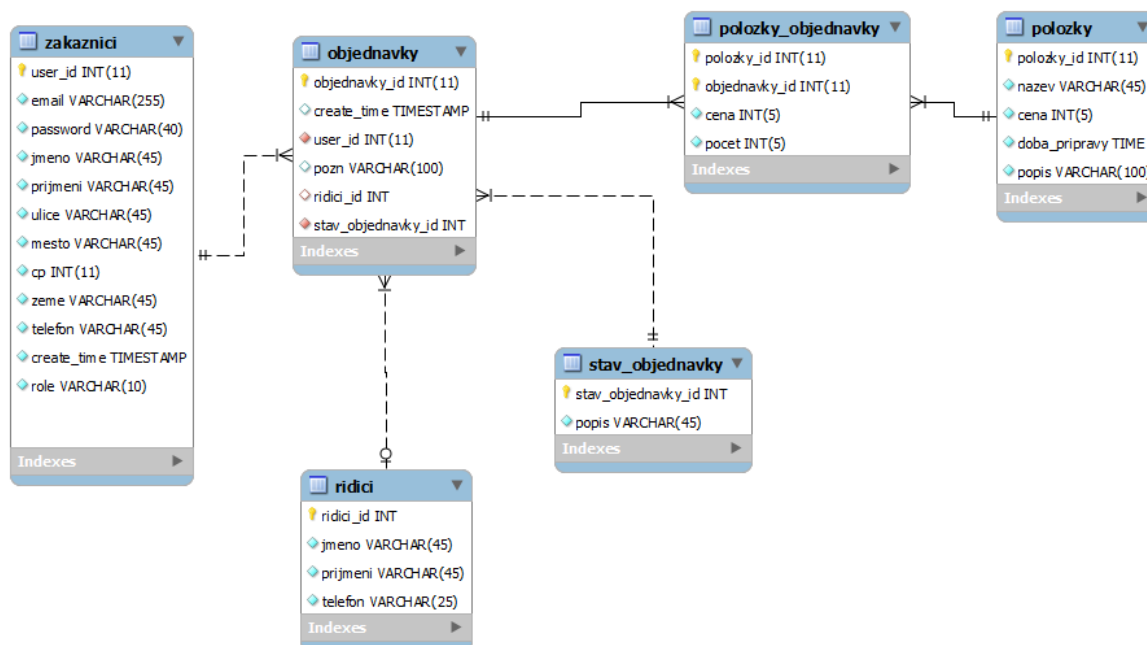 zakaznici
user_id INT(11)
email VARCHAR(255)
password VARCHAR(40)
jmeno VARCHAR(45)
prijmeni VARCHAR(45)
ulice VARCHAR(45)
mesto VARCHAR(45)
cp INT(11)
zeme VARCHAR(45)
telefon VARCHAR(45)
create_time TIMESTAMP
role VARCHAR(10)
Indexes
objednavky
objednavky_id INT(11)
create_time TIMESTAMP
user_id INT(11)
pozn VARCHAR(100)
ridici_id INT
stav_objednavky_id INT
Indexes
polozky_objednavky
polozky_id INT(11)
objednavky_id INT(11)
cena INT(5)
pocet INT(5)
Indexes
polozky
polozky_id INT(11)
nazev VARCHAR(45)
cena INT(5)
doba_pripravy TIME
popis VARCHAR(100)
Indexes
stav_objednavky
stav_objednavky_id INT
popis VARCHAR(45)
Indexes
ridici
ridici_id INT
jmeno VARCHAR(45)
prijmeni VARCHAR(45)
telefon VARCHAR(25)
Indexes